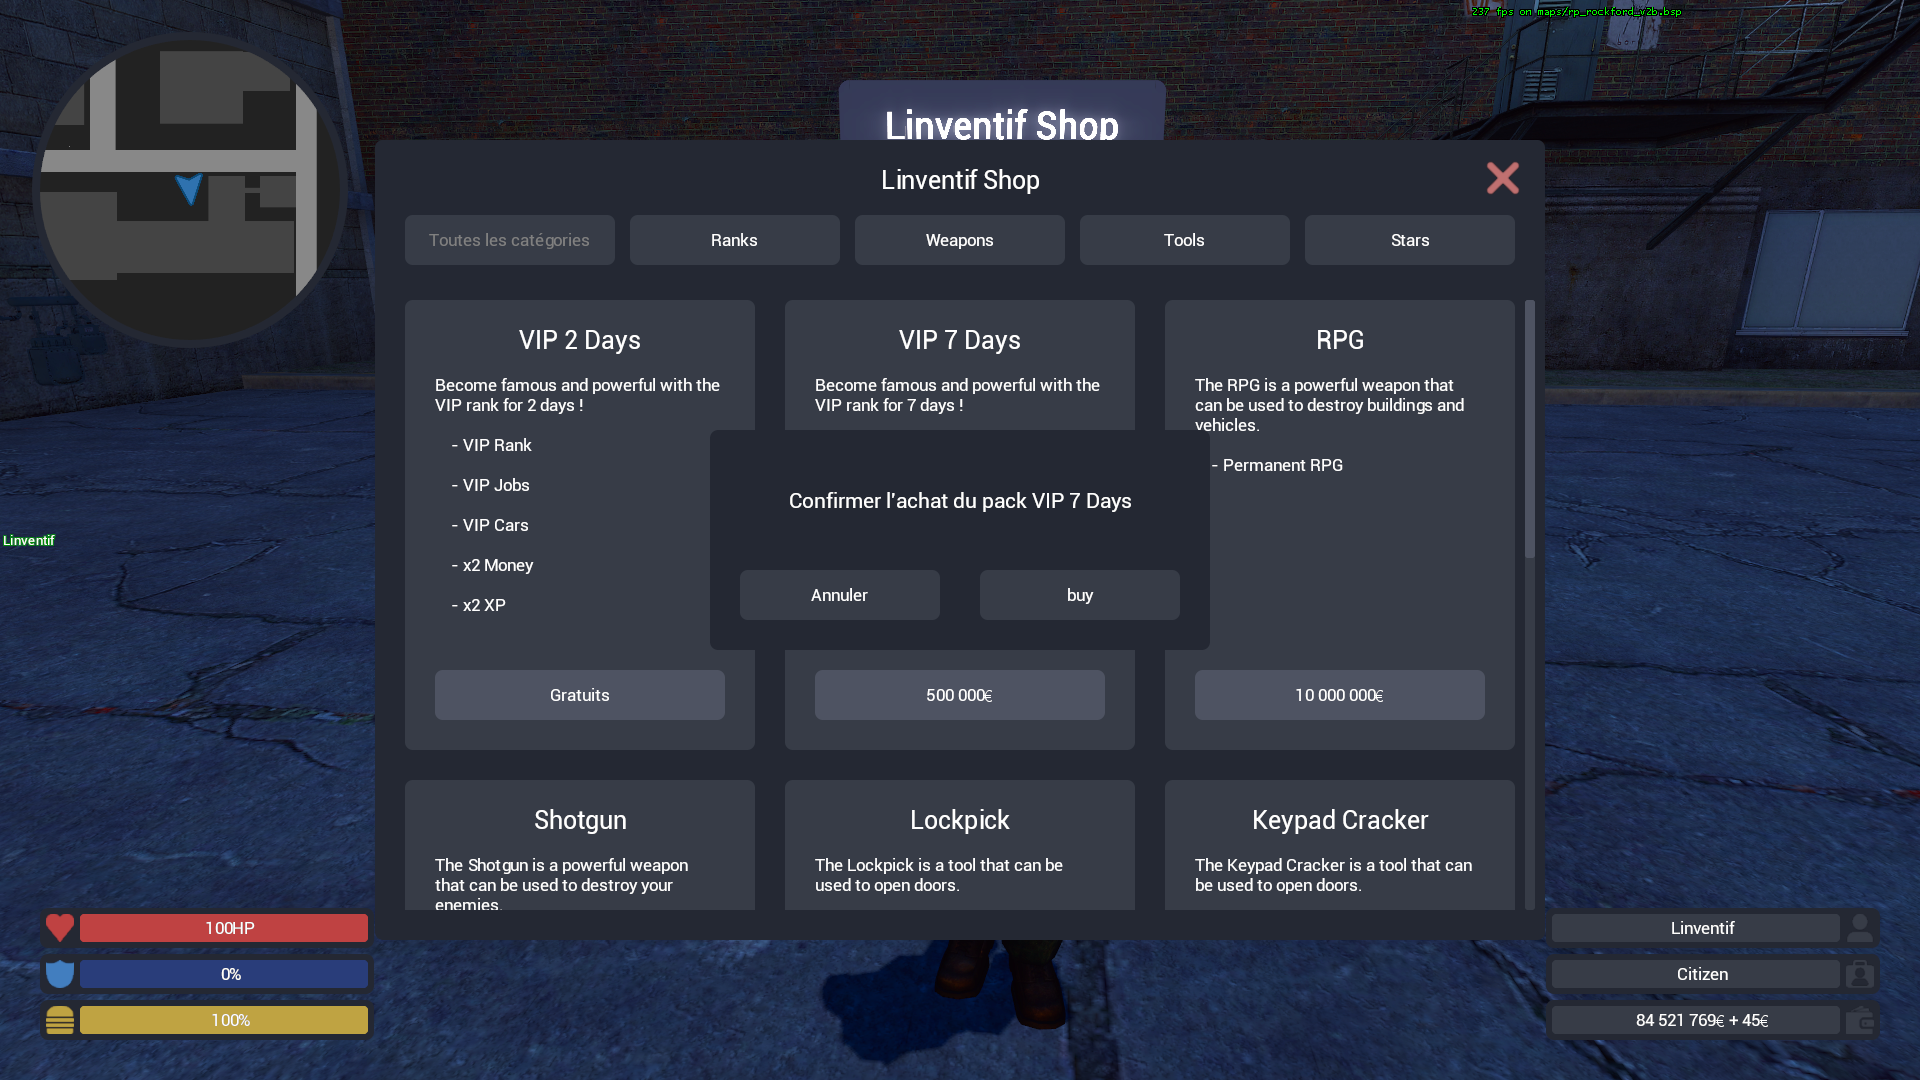 237 fps on maps/rp_rockford_v2b.bsp
Linventif Shop
Linventif Shop
Toutes les catégories
Ranks
Weapons
Tools
Stars
VIP 2 Days
Become famous and powerful with the
VIP rank for 2 days !
- VIP Rank
- VIP Jobs
- VIP Cars
- x2 Money
- x2 XP
Gratuits
VIP 7 Days
Become famous and powerful with the
VIP rank for 7 days !
500 000€
RPG
The RPG is a powerful weapon that
can be used to destroy buildings and
vehicles.
- Permanent RPG
10 000 000€
Confirmer l'achat du pack VIP 7 Days
Annuler
buy
Linventif
Shotgun
The Shotgun is a powerful weapon
that can be used to destroy your
enemies.
Lockpick
The Lockpick is a tool that can be
used to open doors.
Keypad Cracker
The Keypad Cracker is a tool that can
be used to open doors.
100HP
0%
100%
Linventif
Citizen
84 521 769€ + 45€